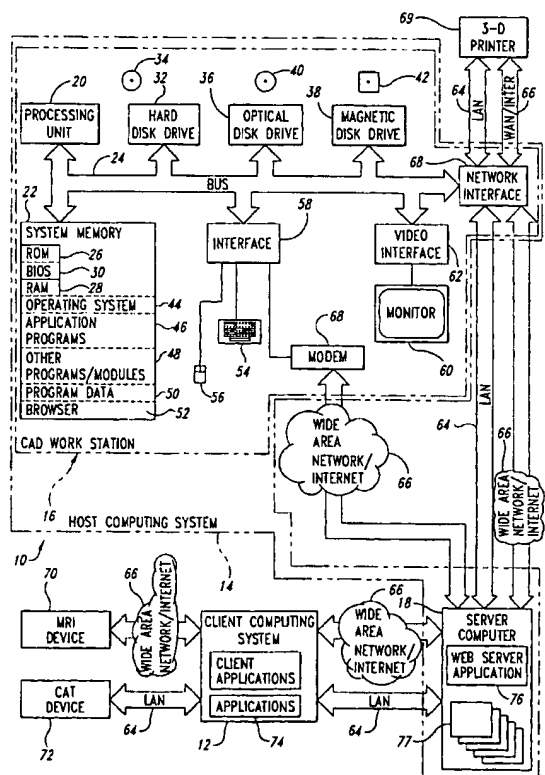 69
3-D
PRINTER
34
40
42
20
32
36
38
64
LAN
WAN/INTER
66
PROCESSING
UNIT
HARD
DISK DRIVE
OPTICAL
DISK DRIVE
MAGNETIC
DISK DRIVE
68
24
BUS
NETWORK
INTERFACE
22
58
SYSTEM MEMORY
INTERFACE
VIDEO
INTERFACE
62
ROM
26
BIOS
30
RAM
28
OPERATING SYSTEM
44
APPLICATION
PROGRAMS
46
MONITOR
OTHER
PROGRAMS/MODULES
48
54
68
MODEM
60
PROGRAM DATA
50
BROWSER
52
56
64
LAN
66
WIDE AREA
NETWORK/
INTERNET
CAD WORK STATION
WIDE
AREA
NETWORK/
INTERNET
66
16
HOST COMPUTING SYSTEM
10
14
70
66
66
18
MRI
DEVICE
WIDE AREA
NETWORK/INTERNET
CLIENT COMPUTING
SYSTEM
WIDE
AREA
NETWORK/
INTERNET
SERVER
COMPUTER
CLIENT
APPLICATIONS
WEB SERVER
APPLICATION
76
CAT
DEVICE
LAN
APPLICATIONS
LAN
77
72
64
12
74
64